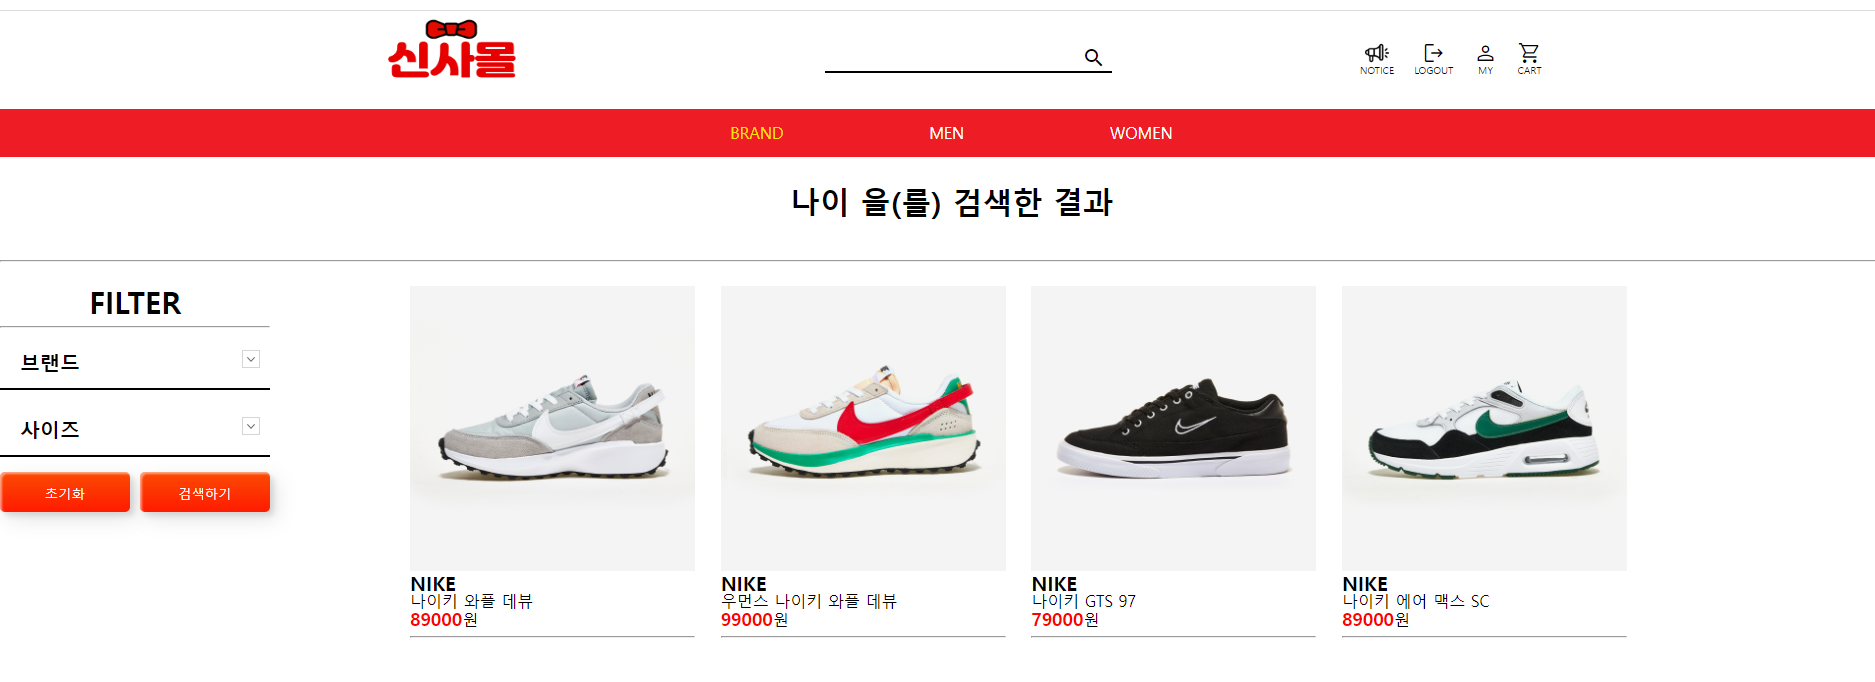 신사몰
NOTICE
LOGOUT
MY
CART
BRAND
MEN
WOMEN
나이 을(를) 검색한 결과
FILTER
브랜드
사이즈
초기화
검색하기
NIKE
나이키 와플 데뷰
89000원
NIKE
우먼스 나이키 와플 데뷰
99000원
NIKE
나이키 GTS 97
79000원
NIKE
나이키 에어 맥스 SC
89000원